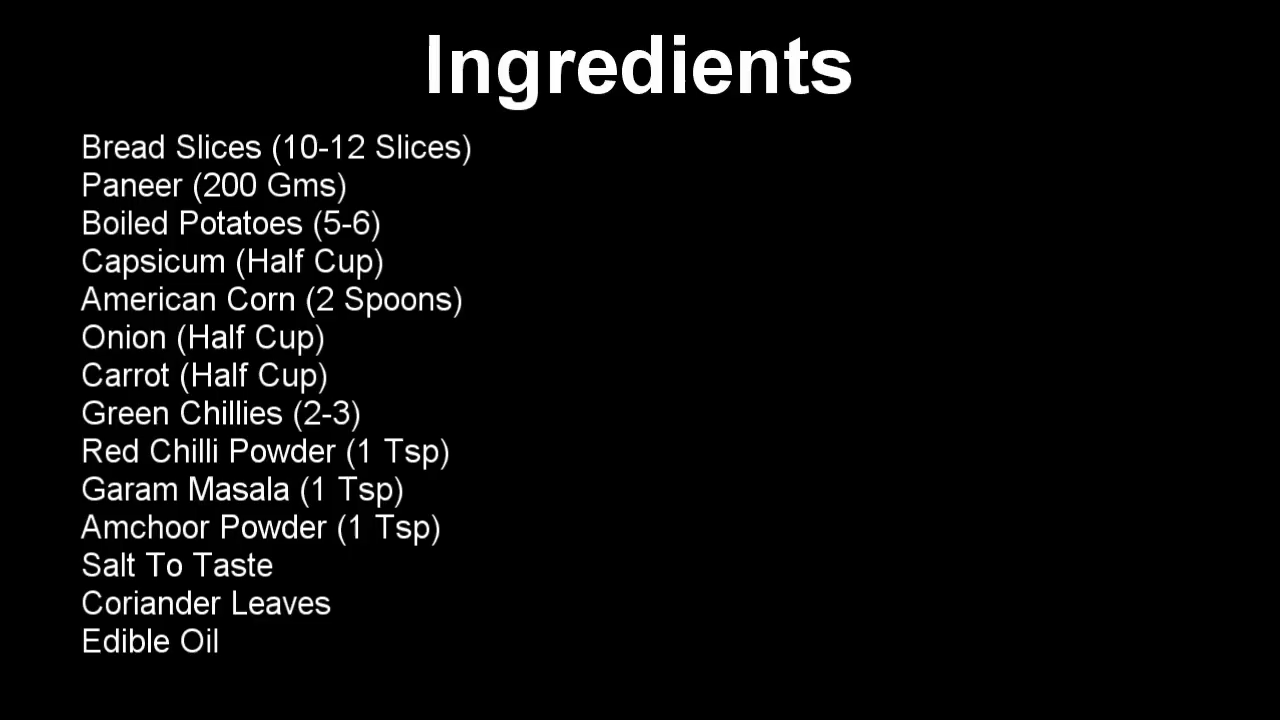 Ingredients
Bread Slices (10-12 Slices)
Paneer (200 Gms)
Boiled Potatoes (5-6)
Capsicum (Half Cup)
American Corn (2 Spoons)
Onion (Half Cup)
Carrot (Half Cup)
Green Chillies (2-3)
Red Chilli Powder (1 Tsp)
Garam Masala (1 Tsp)
Amchoor Powder (1 Tsp)
Salt To Taste
Coriander Leaves
Edible Oil